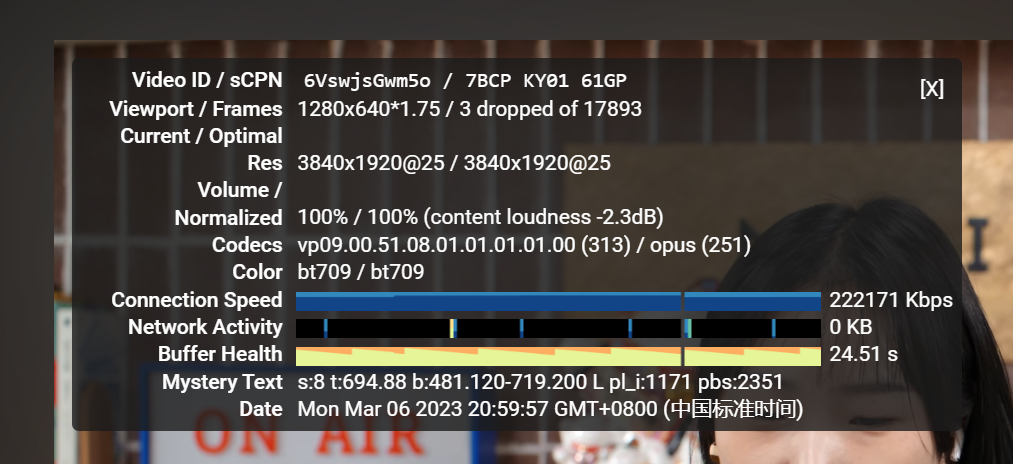 Video ID / sCPN 6VswjsGwm5o / 7BCP KY01 61GP
[X]
Viewport / Frames 1280x640*1.75 / 3 dropped of 17893
Current / Optimal
Res 3840x1920@25 / 3840x1920@25
Volume /
Normalized 100% / 100% (content loudness -2.3dB)
Codecs vp09.00.51.08.01.01.01.01.00 (313) / opus (251)
Color bt709 / bt709
Connection Speed 222171 Kbps
Network Activity 0 KB
Buffer Health 24.51 s
Mystery Text s:8 t:694.88 b:481.120-719.200 L pl_i:1171 pbs:2351
Date Mon Mar 06 2023 20:59:57 GMT+0800 (中国标准时间)
ON AIR